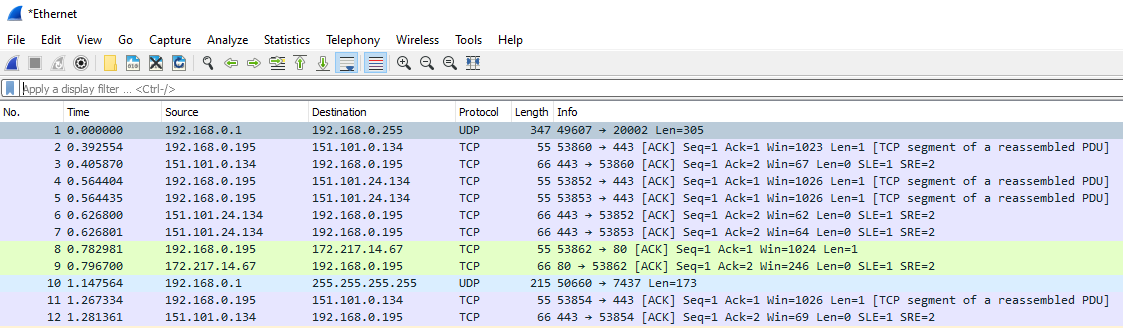 *Ethernet
File Edit View Go Capture Analyze Statistics Telephony Wireless Tools Help
Apply a display filter ... <Ctrl-/>
No. Time Source Destination Protocol Length Info
1 0.000000 192.168.0.1 192.168.0.255 UDP 347 49607 → 20002 Len=305
2 0.392554 192.168.0.195 151.101.0.134 TCP 55 53860 → 443 [ACK] Seq=1 Ack=1 Win=1023 Len=1 [TCP segment of a reassembled PDU]
3 0.405870 151.101.0.134 192.168.0.195 TCP 66 443 → 53860 [ACK] Seq=1 Ack=2 Win=67 Len=0 SLE=1 SRE=2
4 0.564404 192.168.0.195 151.101.24.134 TCP 55 53852 → 443 [ACK] Seq=1 Ack=1 Win=1026 Len=1 [TCP segment of a reassembled PDU]
5 0.564435 192.168.0.195 151.101.24.134 TCP 55 53853 → 443 [ACK] Seq=1 Ack=1 Win=1026 Len=1 [TCP segment of a reassembled PDU]
6 0.626800 151.101.24.134 192.168.0.195 TCP 66 443 → 53852 [ACK] Seq=1 Ack=2 Win=62 Len=0 SLE=1 SRE=2
7 0.626801 151.101.24.134 192.168.0.195 TCP 66 443 → 53853 [ACK] Seq=1 Ack=2 Win=64 Len=0 SLE=1 SRE=2
8 0.782981 192.168.0.195 172.217.14.67 TCP 55 53862 → 80 [ACK] Seq=1 Ack=1 Win=1024 Len=1
9 0.796700 172.217.14.67 192.168.0.195 TCP 66 80 → 53862 [ACK] Seq=1 Ack=2 Win=246 Len=0 SLE=1 SRE=2
10 1.147564 192.168.0.1 255.255.255.255 UDP 215 50660 → 7437 Len=173
11 1.267334 192.168.0.195 151.101.0.134 TCP 55 53854 → 443 [ACK] Seq=1 Ack=1 Win=1026 Len=1 [TCP segment of a reassembled PDU]
12 1.281361 151.101.0.134 192.168.0.195 TCP 66 443 → 53854 [ACK] Seq=1 Ack=2 Win=69 Len=0 SLE=1 SRE=2